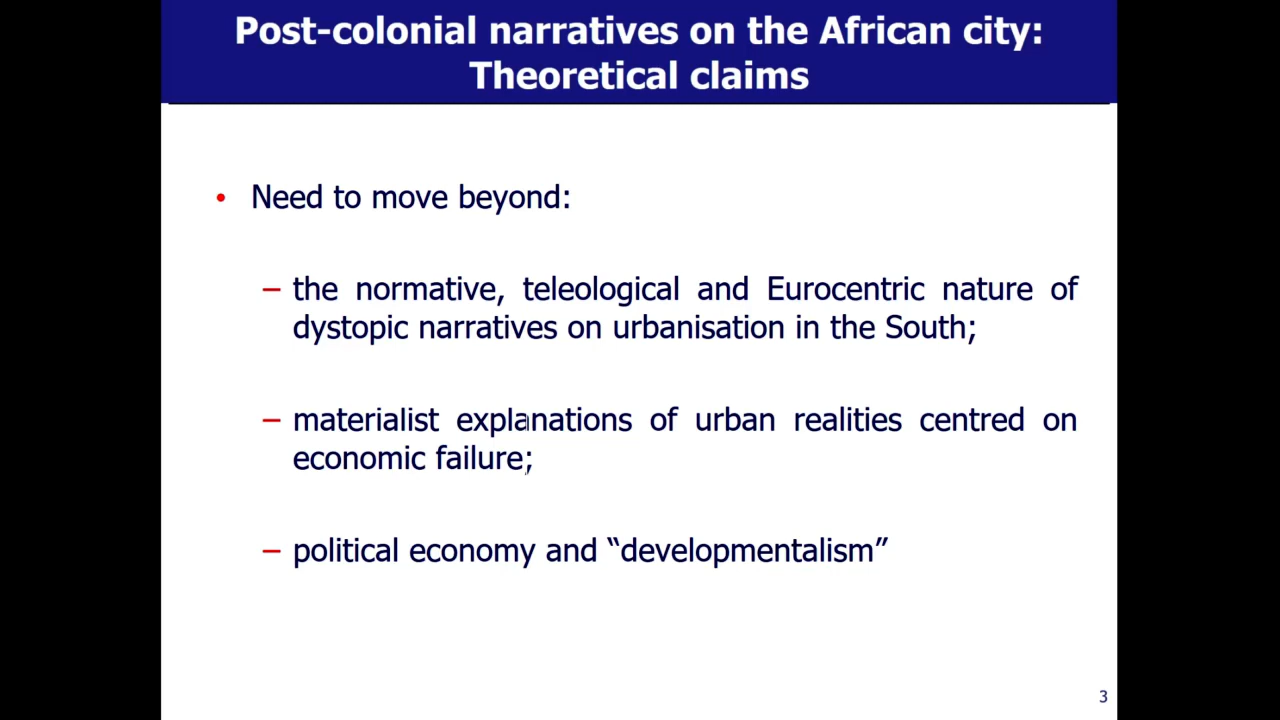 Post-colonial narratives on the African city:
Theoretical claims
• Need to move beyond:
– the normative, teleological and Eurocentric nature of
dystopic narratives on urbanisation in the South;
– materialist explanations of urban realities centred on
economic failure;
– political economy and “developmentalism”
3